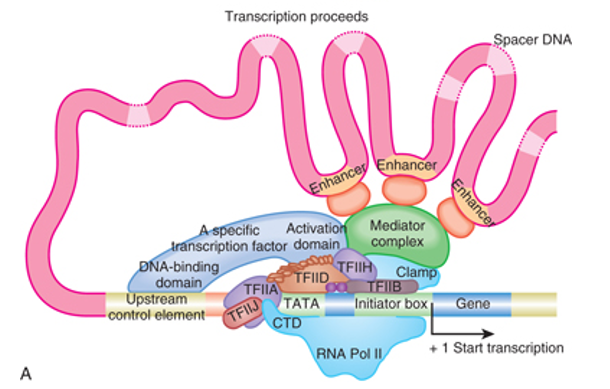 Transcription proceeds
Spacer DNA
Enhancer
Enhancer
Enhancer
A specific
transcription factor
Activation
domain
Mediator
complex
DNA-binding
domain
TFIIH
TFIID
Clamp
TFIIA
TFIIB
Upstream
control element
TFIIJ
TATA
Initiator box
Gene
CTD
RNA Pol II
+ 1 Start transcription
A